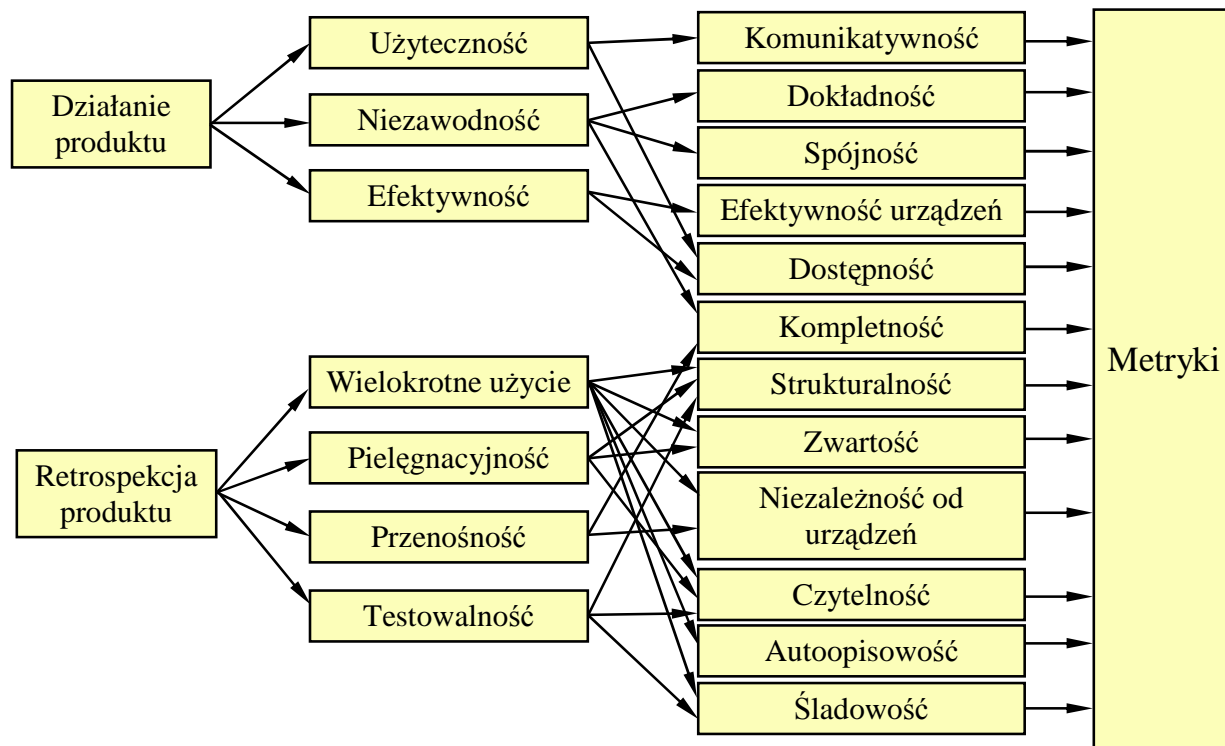 Działanie
produktu
Użyteczność
Niezawodność
Efektywność
Retrospekcja
produktu
Wielokrotne użycie
Pielęgnacyjność
Przenośność
Testowalność
Komunikatywność
Dokładność
Spójność
Efektywność urządzeń
Dostępność
Kompletność
Strukturalność
Zwartość
Niezależność od
urządzeń
Czytelność
Autoopisowość
Śladowość
Metryki